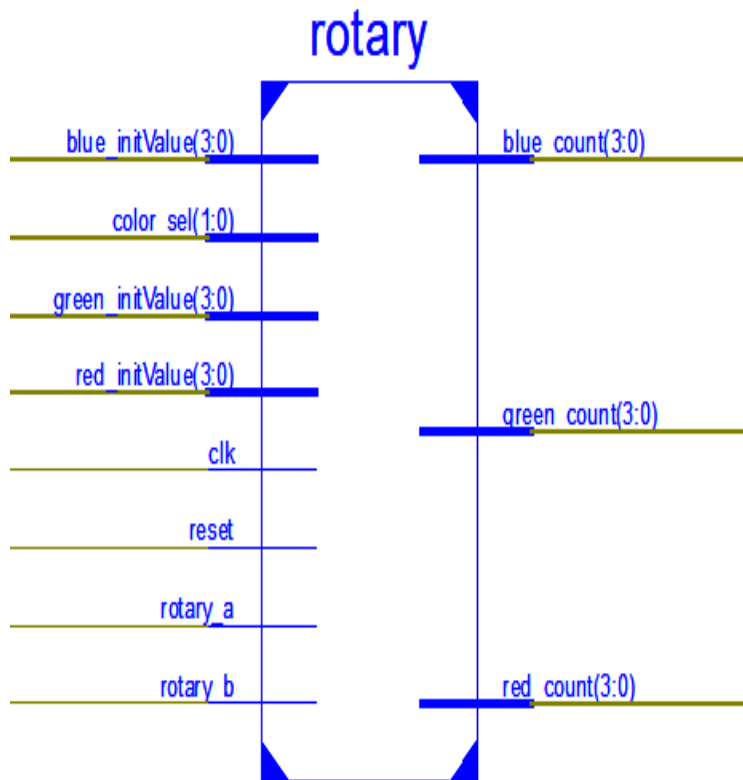 rotary
blue_initValue(3:0)
color_sel(1:0)
green_initValue(3:0)
red_initValue(3:0)
clk
reset
rotary_a
rotary_b
blue_count(3:0)
green_count(3:0)
red_count(3:0)